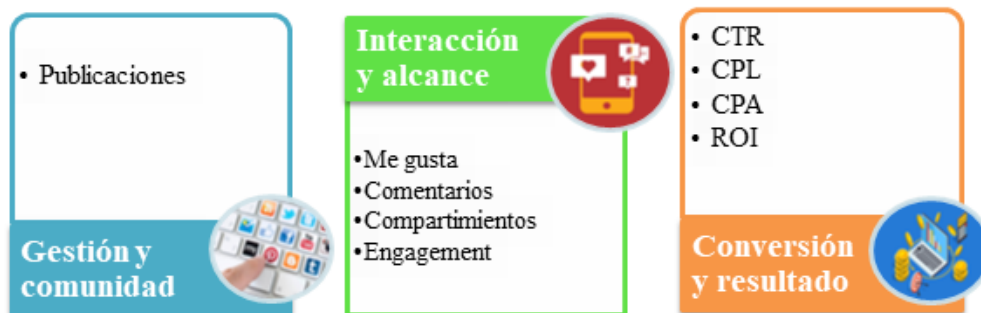 • Publicaciones
Gestión y
comunidad
Interacción
y alcance
•Me gusta
•Comentarios
•Compartimientos
•Engagement
• CTR
• CPL
• CPA
• ROI
Conversión
y resultado